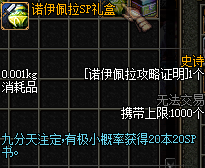 诺伊佩拉SP礼盒
史诗
0.001kg
[诺伊佩拉攻略证明]1个
消耗品
无法交易
携带上限:1000个
九分天注定,有极小概率获得20本20SP
书。